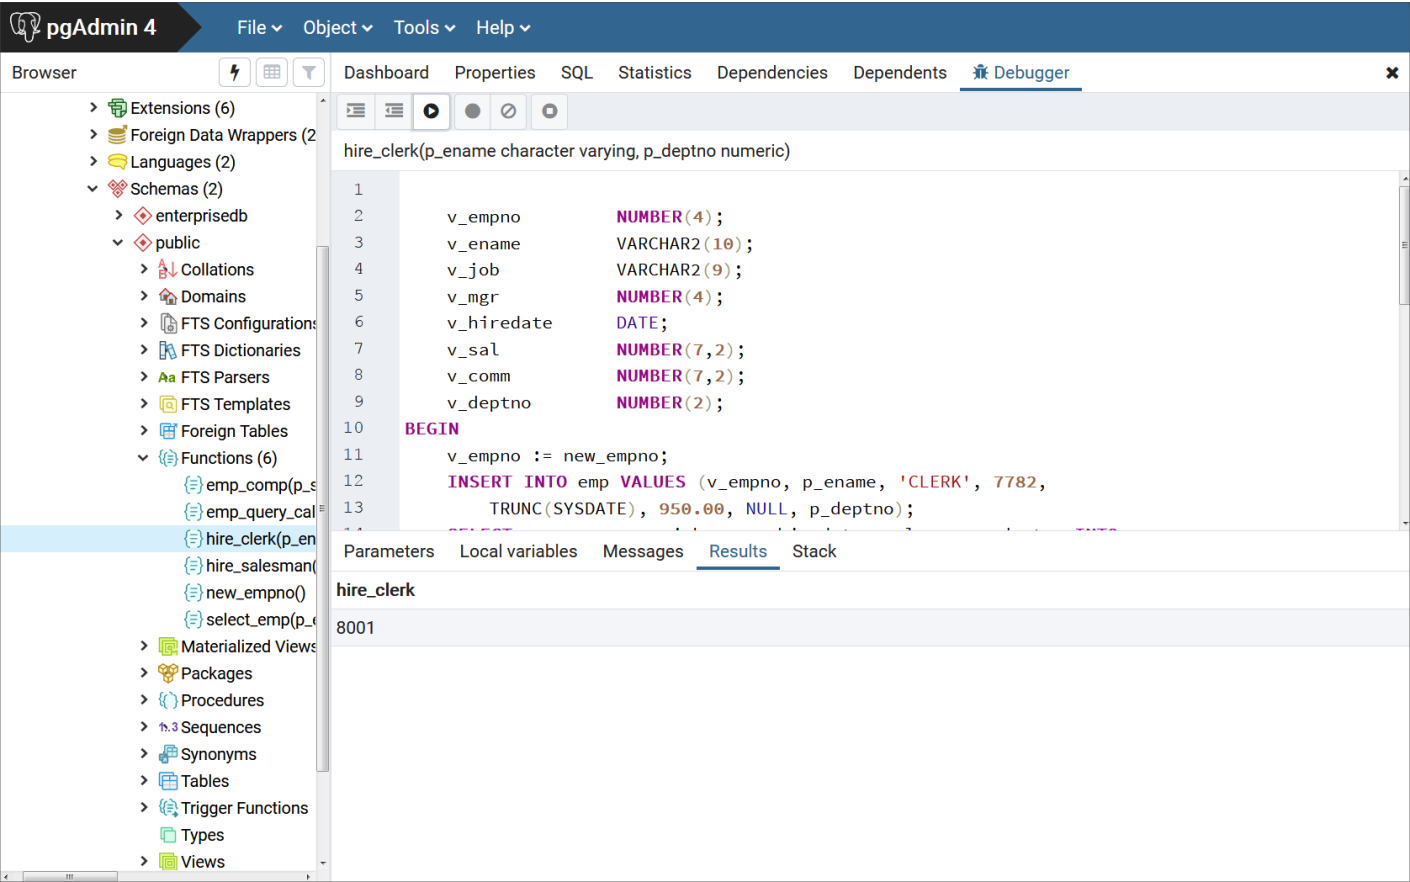 pgAdmin 4 File Object Tools Help
Browser
Dashboard Properties SQL Statistics Dependencies Dependents Debugger
Extensions (6)
Foreign Data Wrappers (2
Languages (2)
Schemas (2)
enterprisedb
public
Collations
Domains
FTS Configurations
FTS Dictionaries
Aa FTS Parsers
FTS Templates
Foreign Tables
Functions (6)
emp_comp(p_s
emp_query_cal
hire_clerk(p_en
hire_salesman(
new_empno()
select_emp(p_e
Materialized Views
Packages
Procedures
1..3 Sequences
Synonyms
Tables
Trigger Functions
Types
Views
hire_clerk(p_ename character varying, p_deptno numeric)
1
2 v_empno NUMBER(4);
3 v_ename VARCHAR2(10);
4 v_job VARCHAR2(9);
5 v_mgr NUMBER(4);
6 v_hiredate DATE;
7 v_sal NUMBER(7,2);
8 v_comm NUMBER(7,2);
9 v_deptno NUMBER(2);
10 BEGIN
11 v_empno := new_empno;
12 INSERT INTO emp VALUES (v_empno, p_ename, 'CLERK', 7782,
13 TRUNC(SYSDATE), 950.00, NULL, p_deptno);
Parameters Local variables Messages Results Stack
hire_clerk
8001